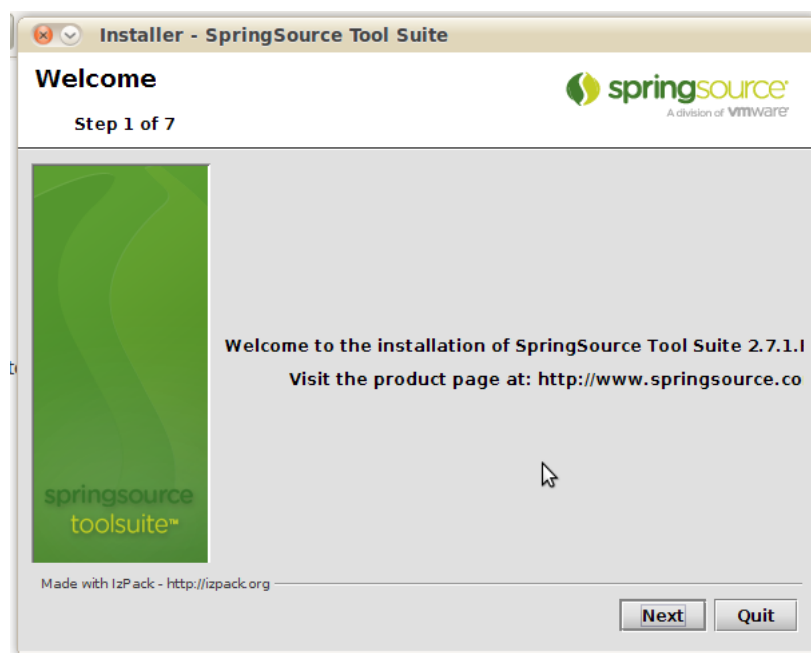 Installer - SpringSource Tool Suite
Welcome
Step 1 of 7
springsource
A division of vmware
Welcome to the installation of SpringSource Tool Suite 2.7.1.
Visit the product page at: http://www.springsource.co
springsource
toolsuite™
Made with IzPack - http://izpack.org
Next
Quit